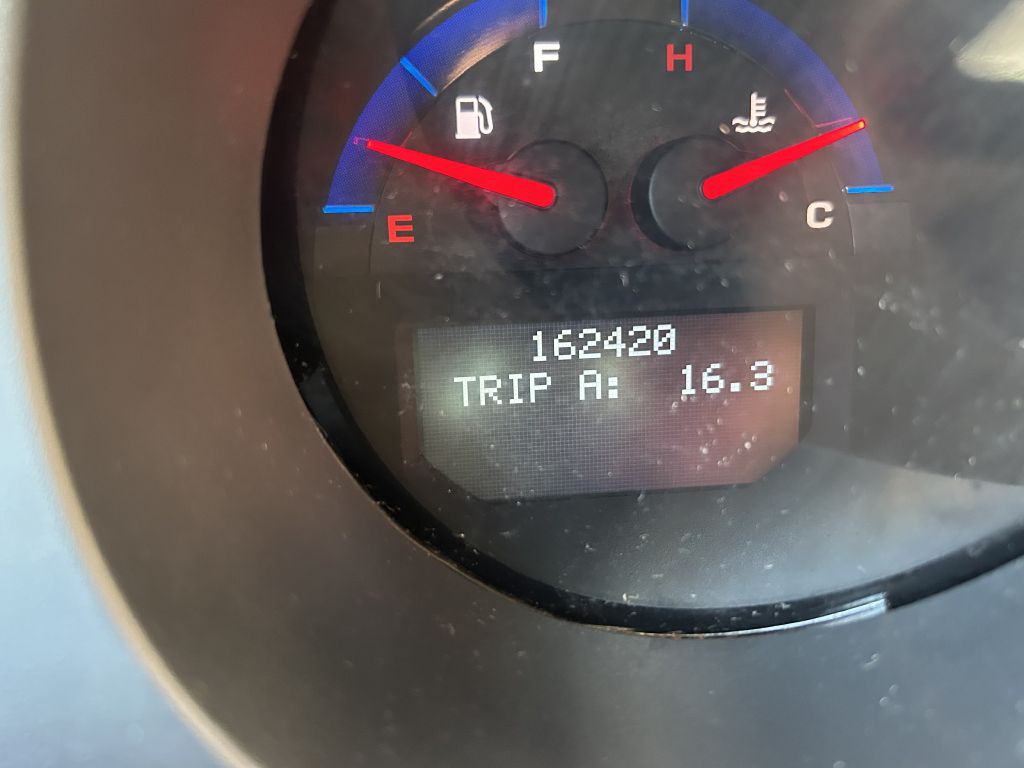 F H
E C
162420
TRIP A: 16.3